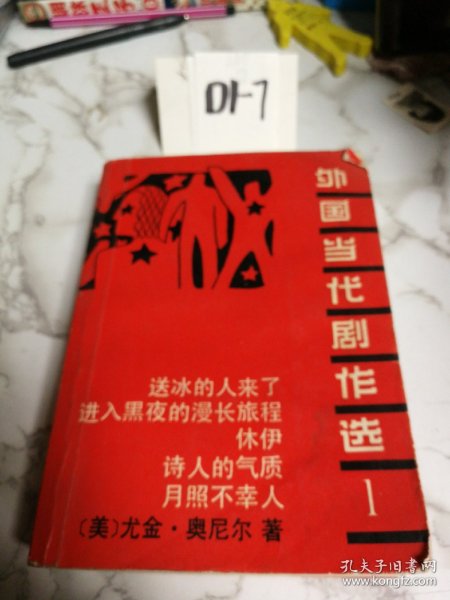 D1-7
外国当代剧作选
1
送冰的人来了
进入黑夜的漫长旅程
休伊
诗人的气质
月照不幸人
〔美〕尤金·奥尼尔 著
孔夫子旧书网
www.kongfz.com